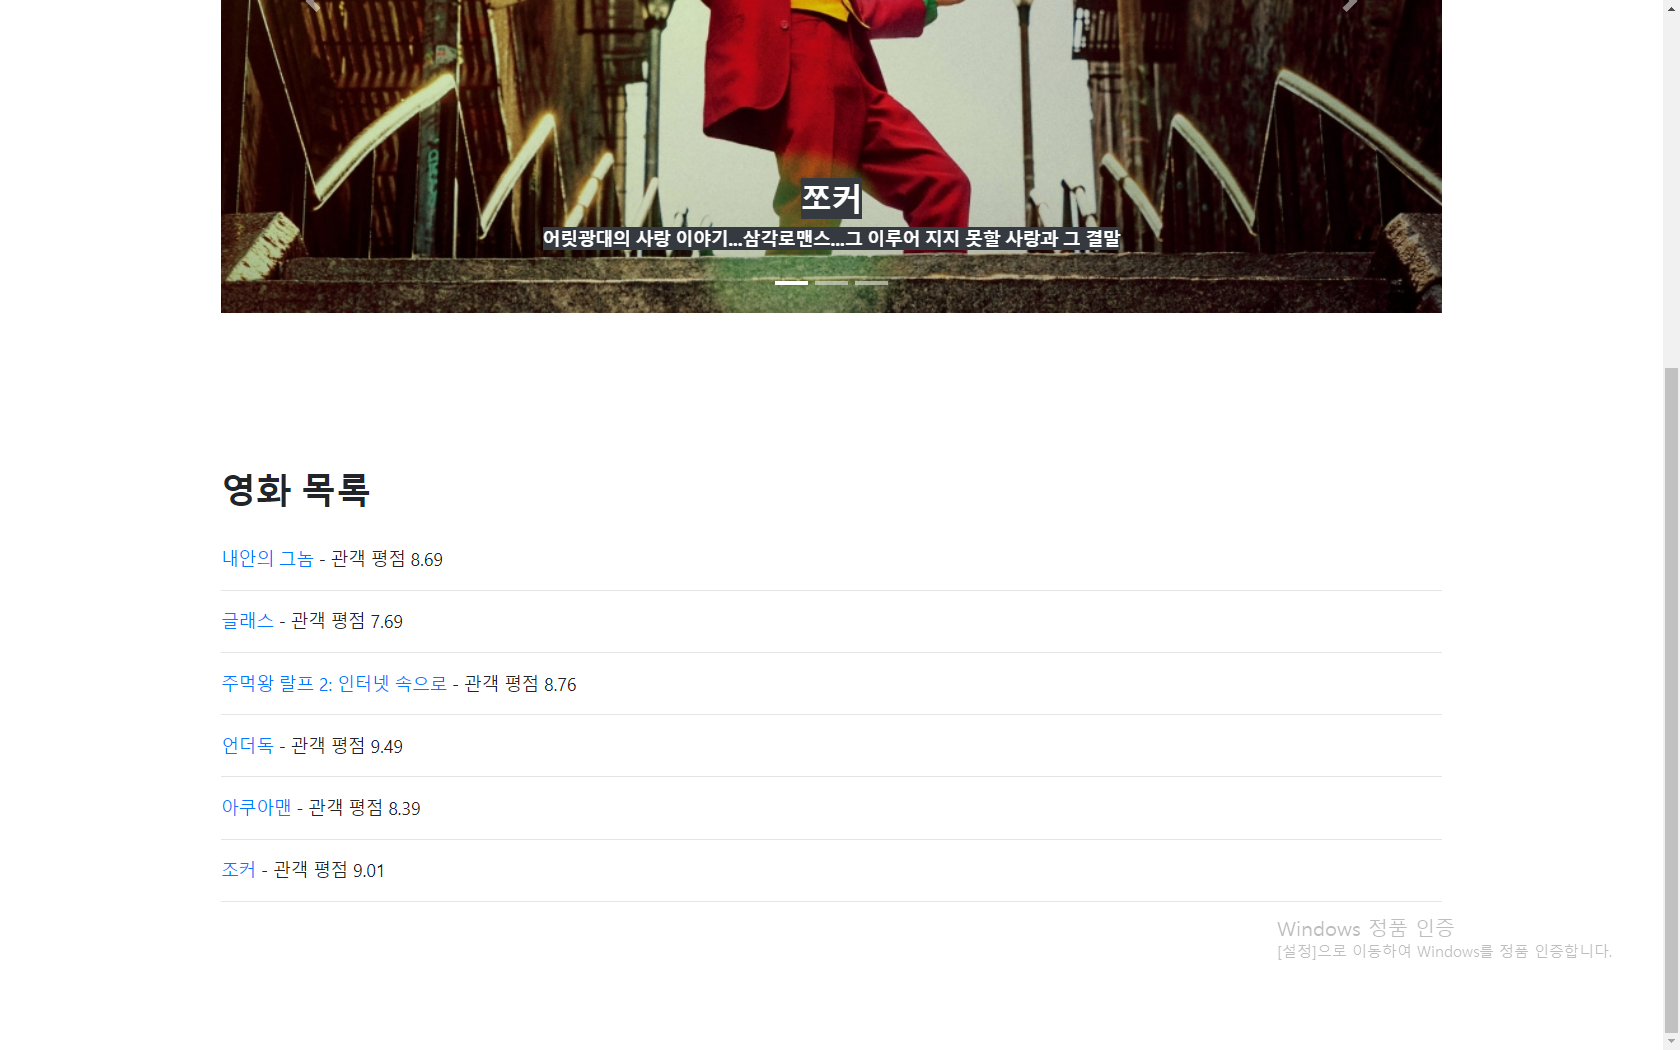 쪼커
어릿광대의 사랑 이야기...삼각로맨스...그 이루어 지지 못할 사랑과 그 결말
영화 목록
내안의 그놈 - 관객 평점 8.69
글래스 - 관객 평점 7.69
주먹왕 랄프 2: 인터넷 속으로 - 관객 평점 8.76
언더독 - 관객 평점 9.49
아쿠아맨 - 관객 평점 8.39
조커 - 관객 평점 9.01
Windows 정품 인증
[설정]으로 이동하여 Windows를 정품 인증합니다.